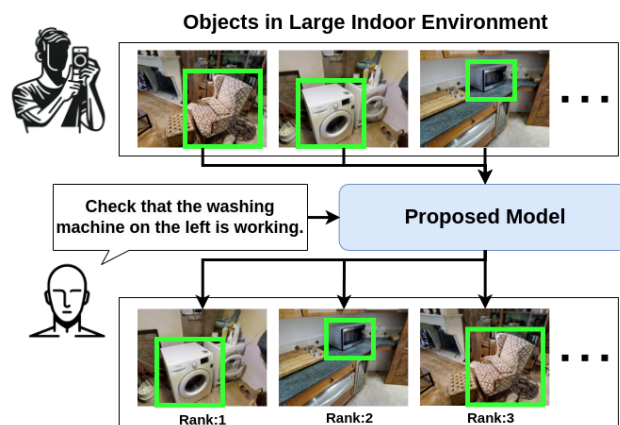 Objects in Large Indoor Environment
Check that the washing
machine on the left is working.
Proposed Model
Rank:1
Rank:2
Rank:3